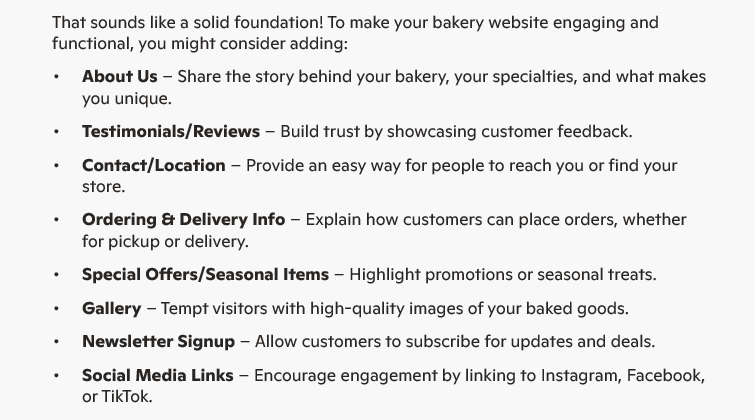 That sounds like a solid foundation! To make your bakery website engaging and
functional, you might consider adding:
• About Us – Share the story behind your bakery, your specialties, and what makes
you unique.
• Testimonials/Reviews – Build trust by showcasing customer feedback.
• Contact/Location – Provide an easy way for people to reach you or find your
store.
• Ordering & Delivery Info – Explain how customers can place orders, whether
for pickup or delivery.
• Special Offers/Seasonal Items – Highlight promotions or seasonal treats.
• Gallery – Tempt visitors with high-quality images of your baked goods.
• Newsletter Signup – Allow customers to subscribe for updates and deals.
• Social Media Links – Encourage engagement by linking to Instagram, Facebook,
or TikTok.